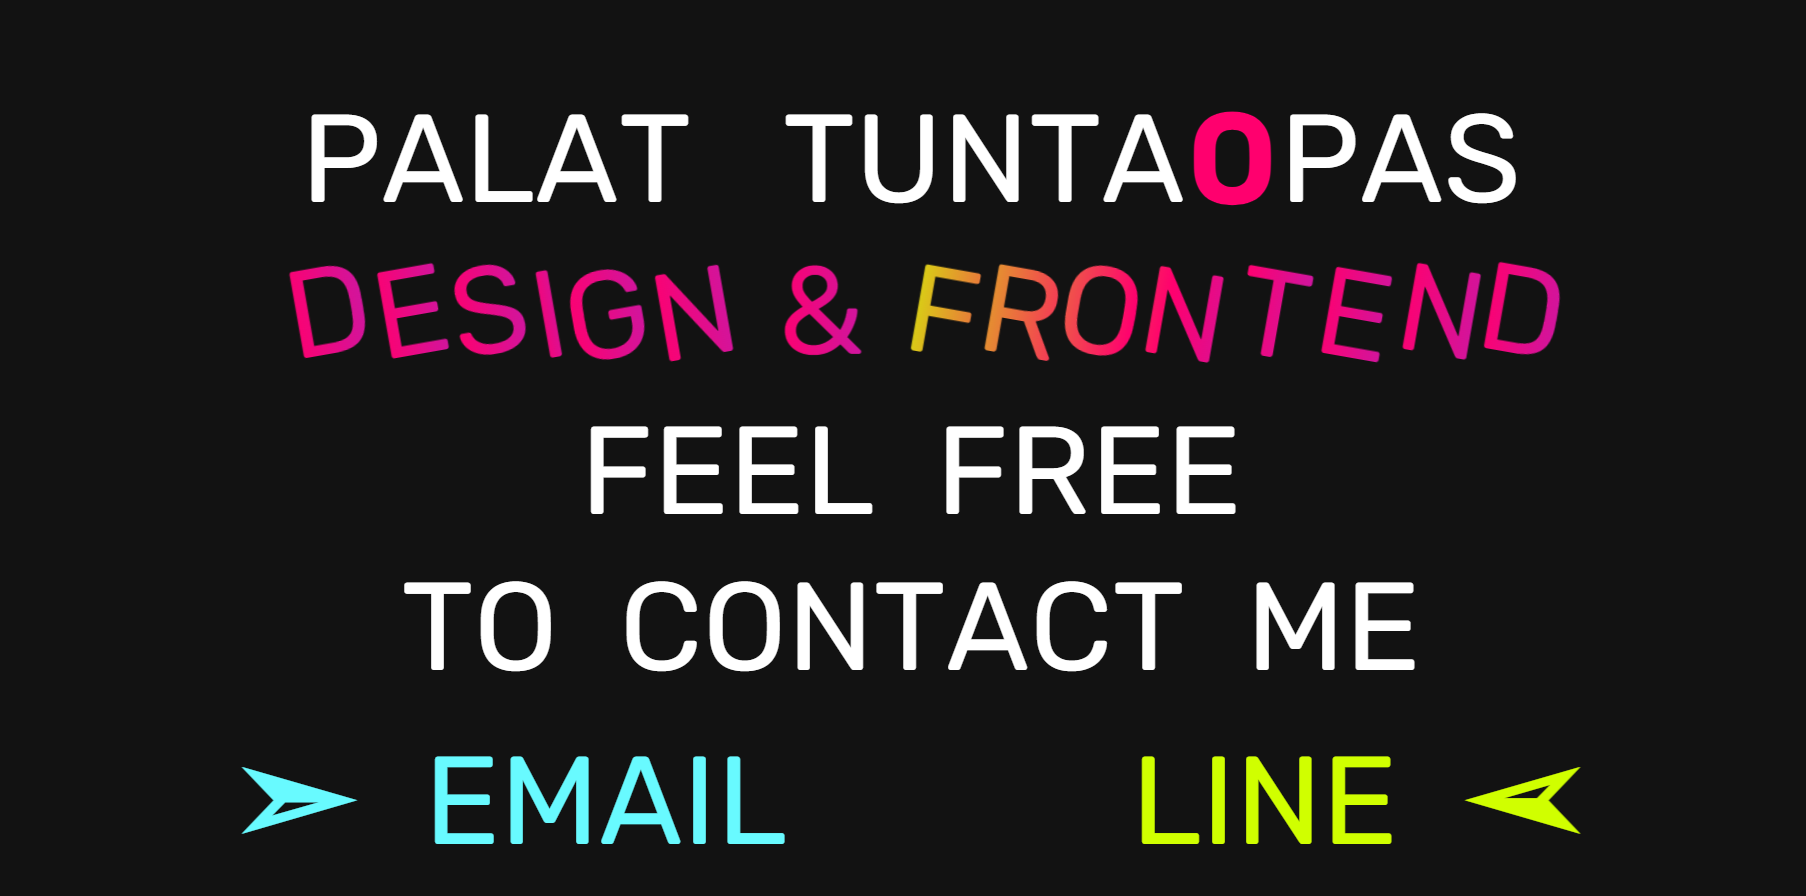 PALAT TUNTAOPAS
DESIGN & FRONTEND
FEEL FREE
TO CONTACT ME
EMAIL LINE